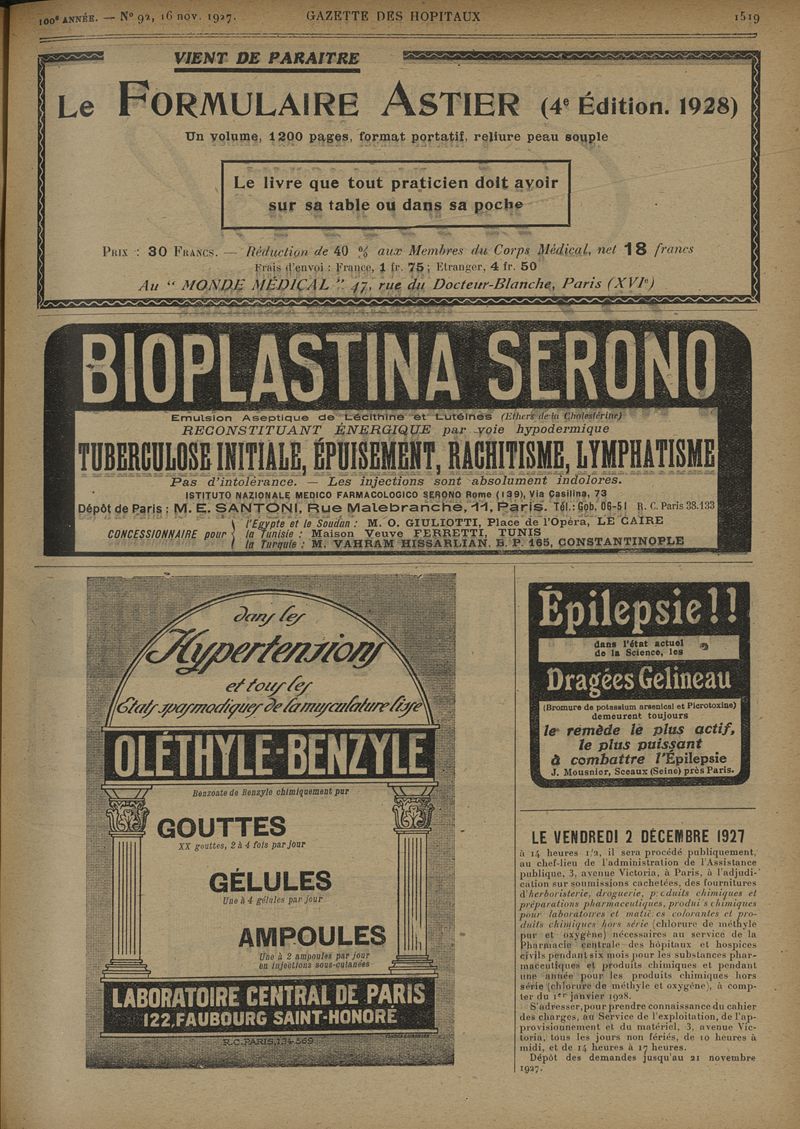 100e ANNÉE. — No 92, 16 nov. 1927.
GAZETTE DES HOPITAUX
1519
VIENT DE PARAITRE
Le FORMULAIRE ASTIER (4e Édition. 1928)
Un volume, 1200 pages, format portatif, reliure peau souple
Le livre que tout praticien doit avoir
sur sa table ou dans sa poche
PRIX : 30 FRANCS. — Réduction de 40 % aux Membres du Corps Médical, net 18 francs
Frais d'envoi : France, 1 fr. 75 ; Etranger, 4 fr. 50
Au “ MONDE MÉDICAL ” 47, rue du Docteur-Blanche, Paris (XVIe)
BIOPLASTINA SERONO
Emulsion Aseptique de Lécithine et Lutéines (Ethers de la Cholestérine)
RECONSTITUANT ÉNERGIQUE par voie hypodermique
TUBERCULOSE INITIALE, ÉPUISEMENT, RACHITISME, LYMPHATISME
Pas d'intolérance. — Les injections sont absolument indolores.
ISTITUTO NAZIONALE MEDICO FARMACOLOGICO SERONO Rome (139), Via Casilina, 73
Dépôt de Paris : M. E. SANTONI, Rue Malebranche, 11, Paris. Tél.: Gob. 06-51 R. C. Paris 38.133
CONCESSIONNAIRE pour
l'Égypte et le Soudan : M. O. GIULIOTTI, Place de l'Opéra, LE CAIRE
la Tunisie : Maison Veuve FERRETTI, TUNIS
la Turquie : M. VAHRAM HISSARLIAN, B. P. 165, CONSTANTINOPLE
dans les
Hypertensions
et tous les
États spasmodiques de la musculature lisse
OLÉTHYLE-BENZYLE
Benzoate de Benzyle chimiquement pur
GOUTTES
XX gouttes, 2 à 4 fois par jour
GÉLULES
Une à 4 gélules par jour
AMPOULES
Une à 2 ampoules par jour
en injections sous-cutanées
LABORATOIRE CENTRAL DE PARIS
122, FAUBOURG SAINT-HONORÉ
R.C. PARIS, 134-569
Épilepsie!!
dans l'état actuel
de la Science, les
Dragées Gelineau
(Bromure de potassium arsenical et Picrotoxine)
demeurent toujours
le remède le plus actif,
le plus puissant
à combattre l'Épilepsie
J. Mousnier, Sceaux (Seine) près Paris.
LE VENDREDI 2 DÉCEMBRE 1927
à 14 heures 1/2, il sera procédé publiquement,
au chef-lieu de l'administration de l'Assistance
publique, 3, avenue Victoria, à Paris, à l'adjudi-
cation sur soumissions cachetées, des fournitures
d'herboristerie, droguerie, produits chimiques et
préparations pharmaceutiques, produi s chimiques
pour laboratoires et matiè es colorantes et pro-
duits chimiques hors série (chlorure de méthyle
pur et oxygène) nécessaires au service de la
Pharmacie centrale des hôpitaux et hospices
civils pendant six mois pour les substances phar-
maceutiques et produits chimiques et pendant
une année pour les produits chimiques hors
série (chlorure de méthyle et oxygène), à comp-
ter du 1er janvier 1928.
S'adresser, pour prendre connaissance du cahier
des charges, au Service de l'exploitation, de l'ap-
provisionnement et du matériel, 3, avenue Vic-
toria, tous les jours non fériés, de 10 heures à
midi, et de 14 heures à 17 heures.
Dépôt des demandes jusqu'au 21 novembre
1927.